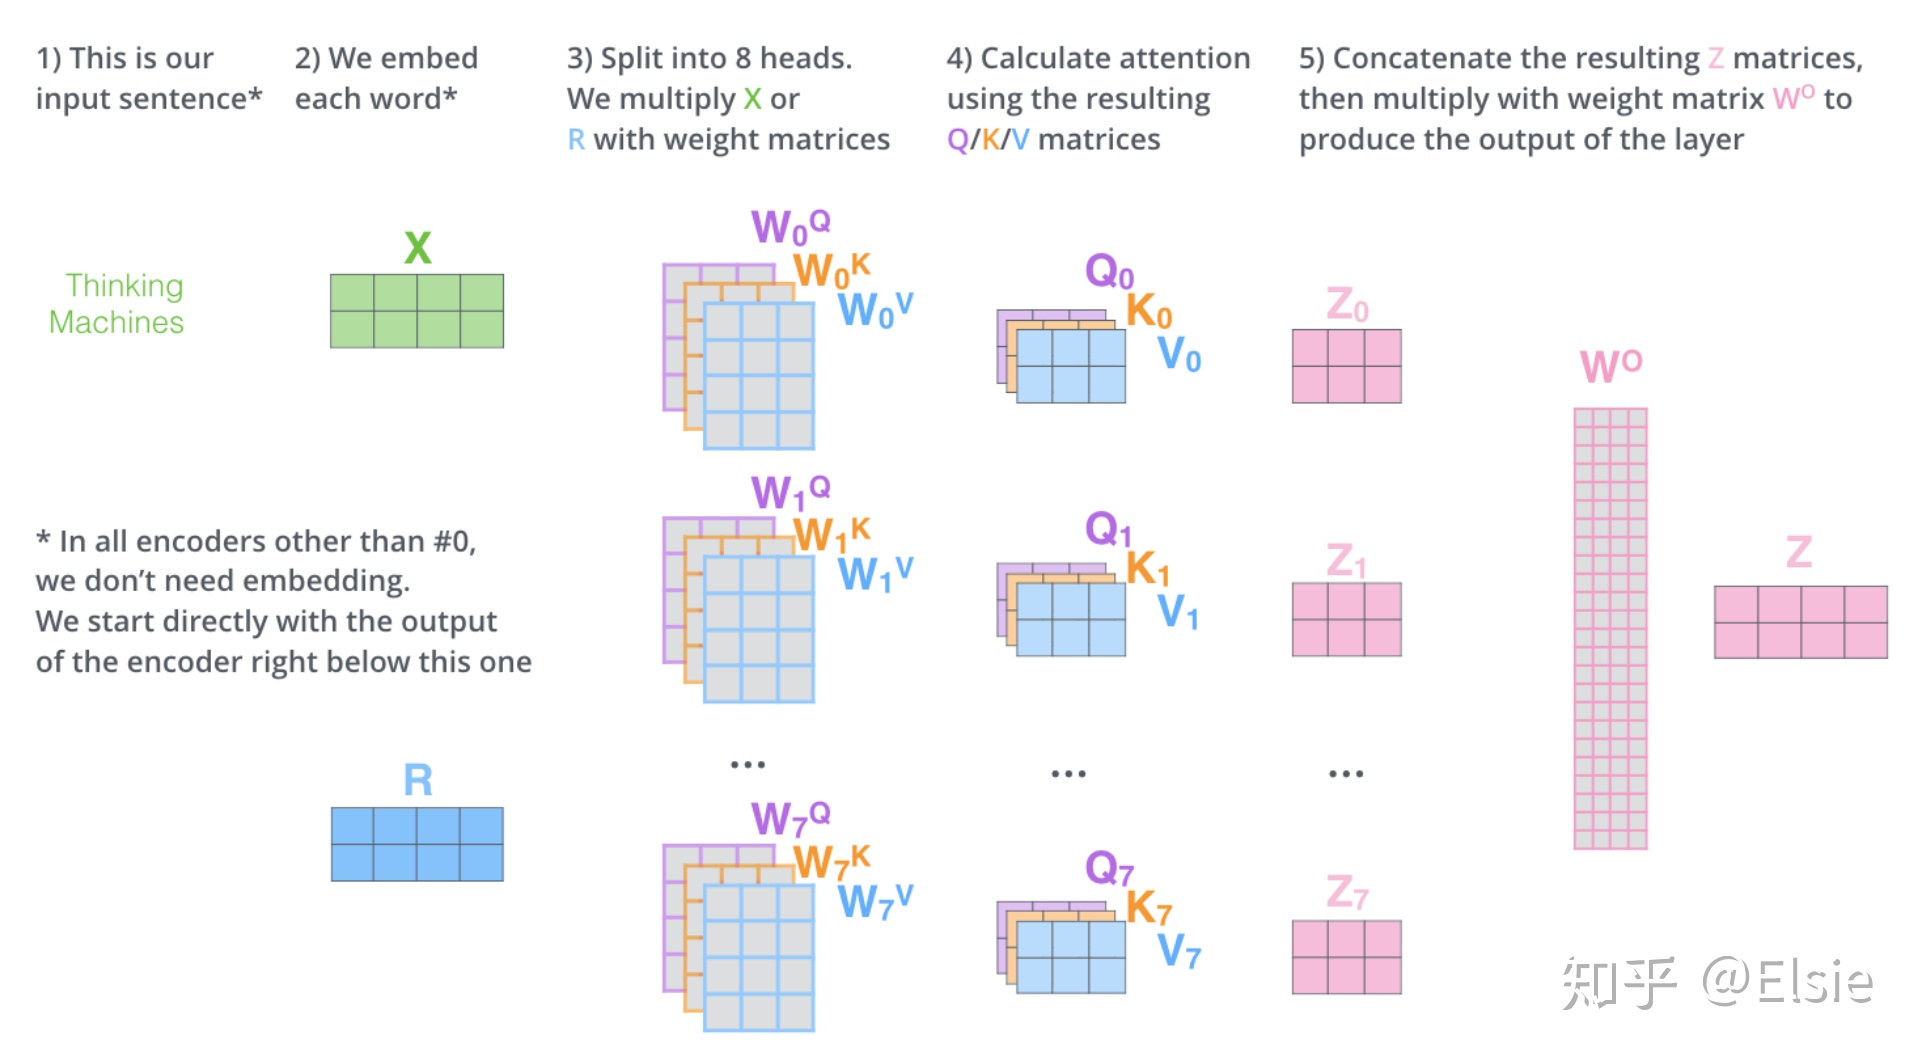 1) This is our
input sentence*
2) We embed
each word*
3) Split into 8 heads.
We multiply X or
R with weight matrices
4) Calculate attention
using the resulting
Q/K/V matrices
5) Concatenate the resulting Z matrices,
then multiply with weight matrix Wᴼ to
produce the output of the layer
Thinking
Machines
X
W₀Q
W₀K
W₀V
Q₀
K₀
V₀
Z₀
* In all encoders other than #0,
we don’t need embedding.
We start directly with the output
of the encoder right below this one
W₁Q
W₁K
W₁V
Q₁
K₁
V₁
Z₁
Wᴼ
Z
...
...
...
R
W₇Q
W₇K
W₇V
Q₇
K₇
V₇
Z₇
知乎 @Elsie